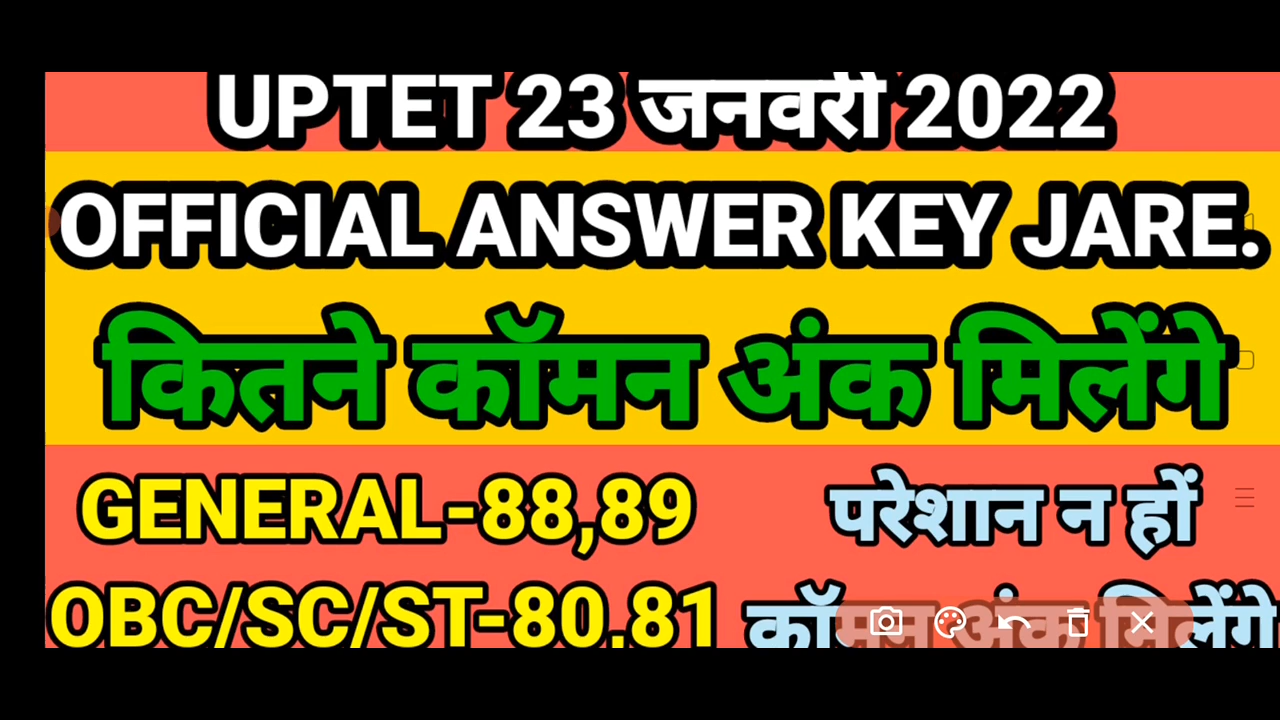 UPTET 23 जनवरी 2022
OFFICIAL ANSWER KEY JARE.
कितने कॉमन अंक मिलेंगे
GENERAL-88,89 परेशान न हों
OBC/SC/ST-80,81 कॉमन अंक मिलेंगे